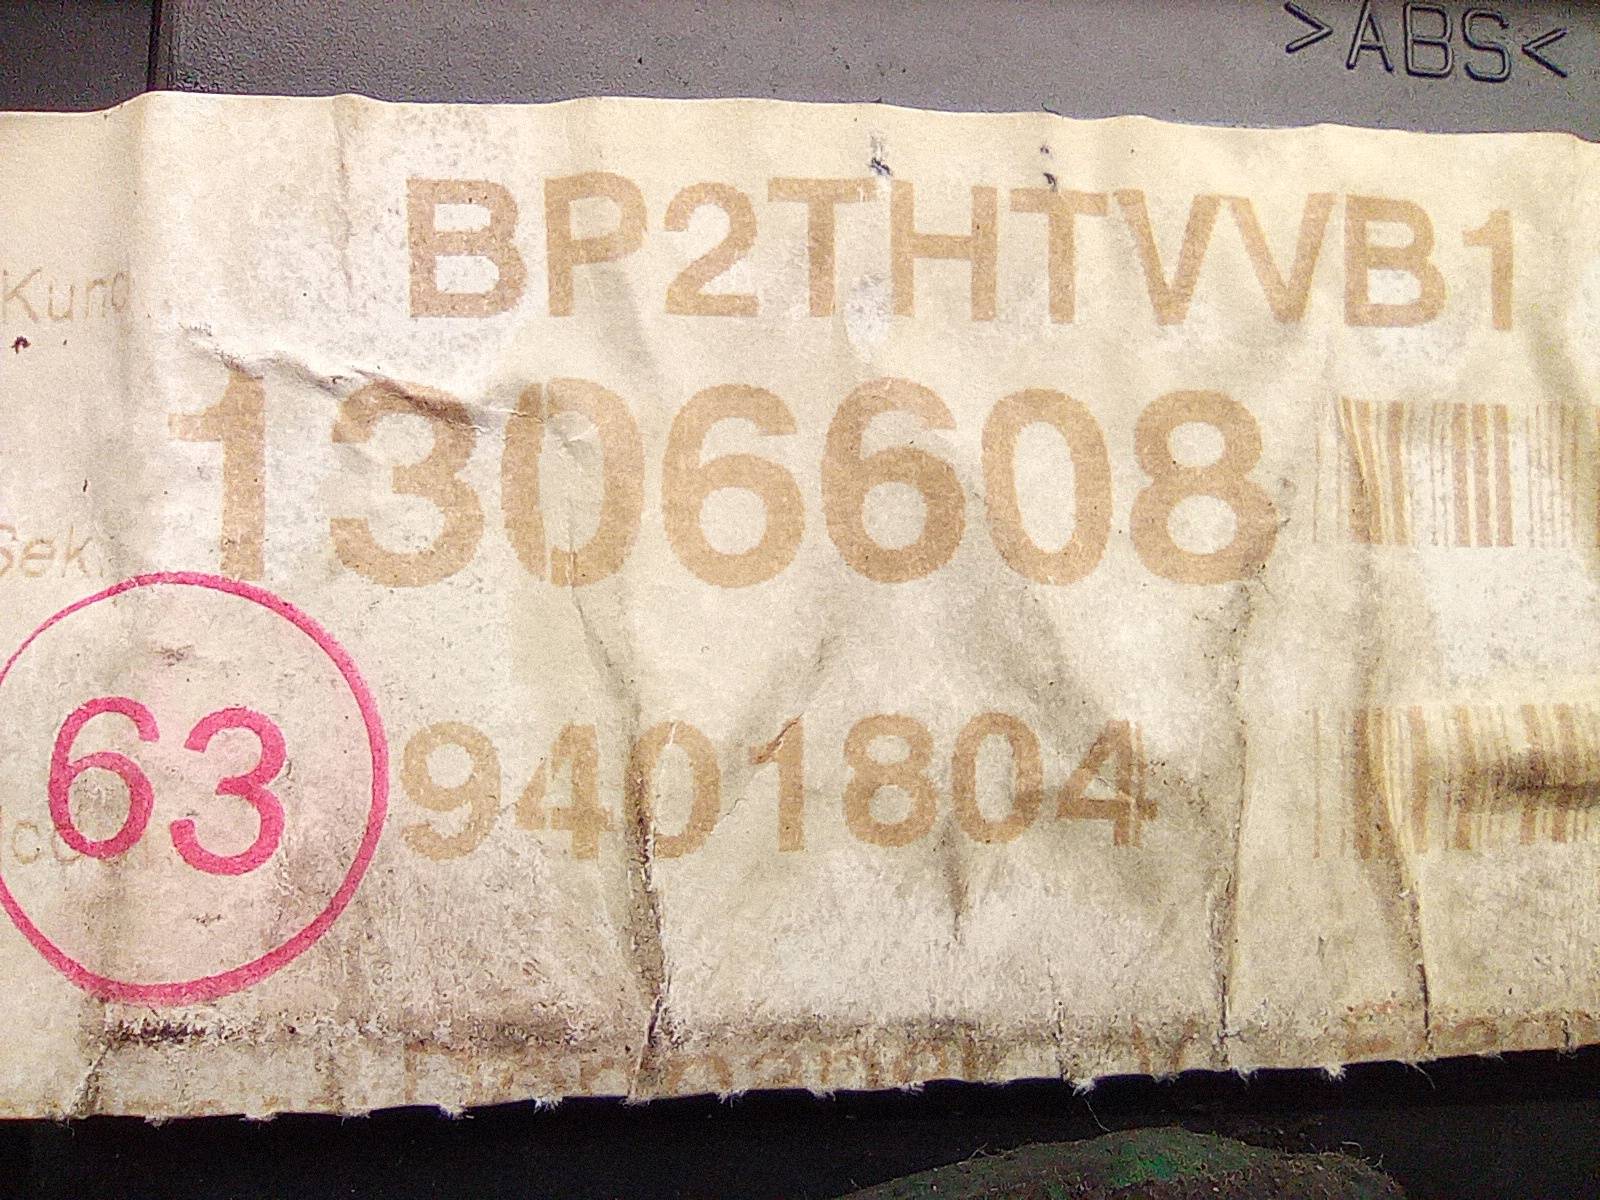 >ABS<
BP2THTVVB1
Kund
1306608
Sek.
63
9401804